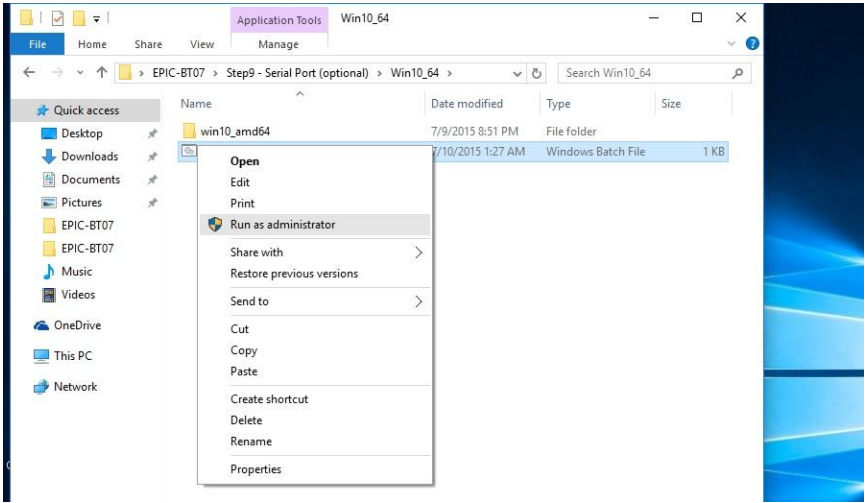 Application Tools Win10_64
File Home Share View Manage
EPIC-BT07 Step9 - Serial Port (optional) Win10_64 Search Win10_64
Name Date modified Type Size
Quick access
Desktop
Downloads
Documents
Pictures
EPIC-BT07
EPIC-BT07
Music
Videos
OneDrive
This PC
Network
win10_amd64 7/9/2015 8:51 PM File folder
7/10/2015 1:27 AM Windows Batch File 1 KB
Open
Edit
Print
Run as administrator
Share with
Restore previous versions
Send to
Cut
Copy
Paste
Create shortcut
Delete
Rename
Properties